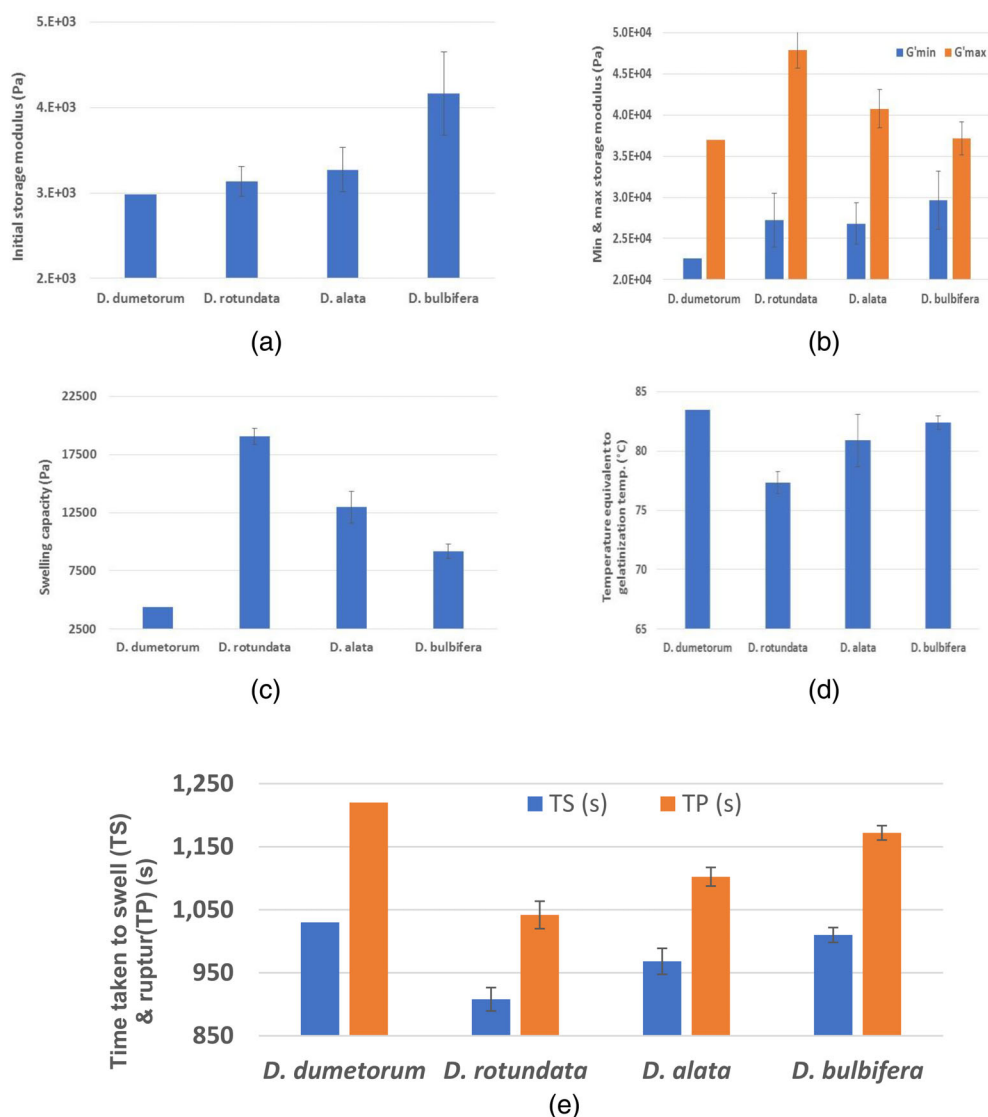 5.E+03
4.E+03
3.E+03
2.E+03
Initial storage modulus (Pa)
D. dumetorum D. rotundata D. alata D. bulbifera
(a)
5.0E+04
4.5E+04
4.0E+04
3.5E+04
3.0E+04
2.5E+04
2.0E+04
Min & max storage modulus (Pa)
G'min G'max
D. dumetorum D. rotundata D. alata D. bulbifera
(b)
22500
17500
12500
7500
2500
Swelling capacity (Pa)
D. dumetorum D. rotundata D. alata D. bulbifera
(c)
85
80
75
70
65
Temperature equivalent to
gelatinization temp. (°C)
D. dumetorum D. rotundata D. alata D. bulbifera
(d)
1,250
1,150
1,050
950
850
Time taken to swell (TS)
& ruptur(TP) (s)
TS (s) TP (s)
D. dumetorum D. rotundata D. alata D. bulbifera
(e)